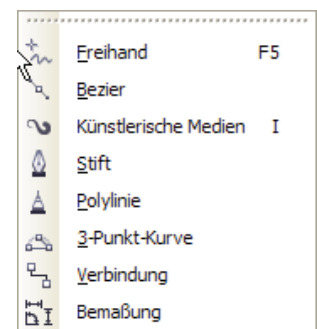 Freihand F5
Bezier
Künstlerische Medien I
Stift
Polylinie
3-Punkt-Kurve
Verbindung
Bemaßung